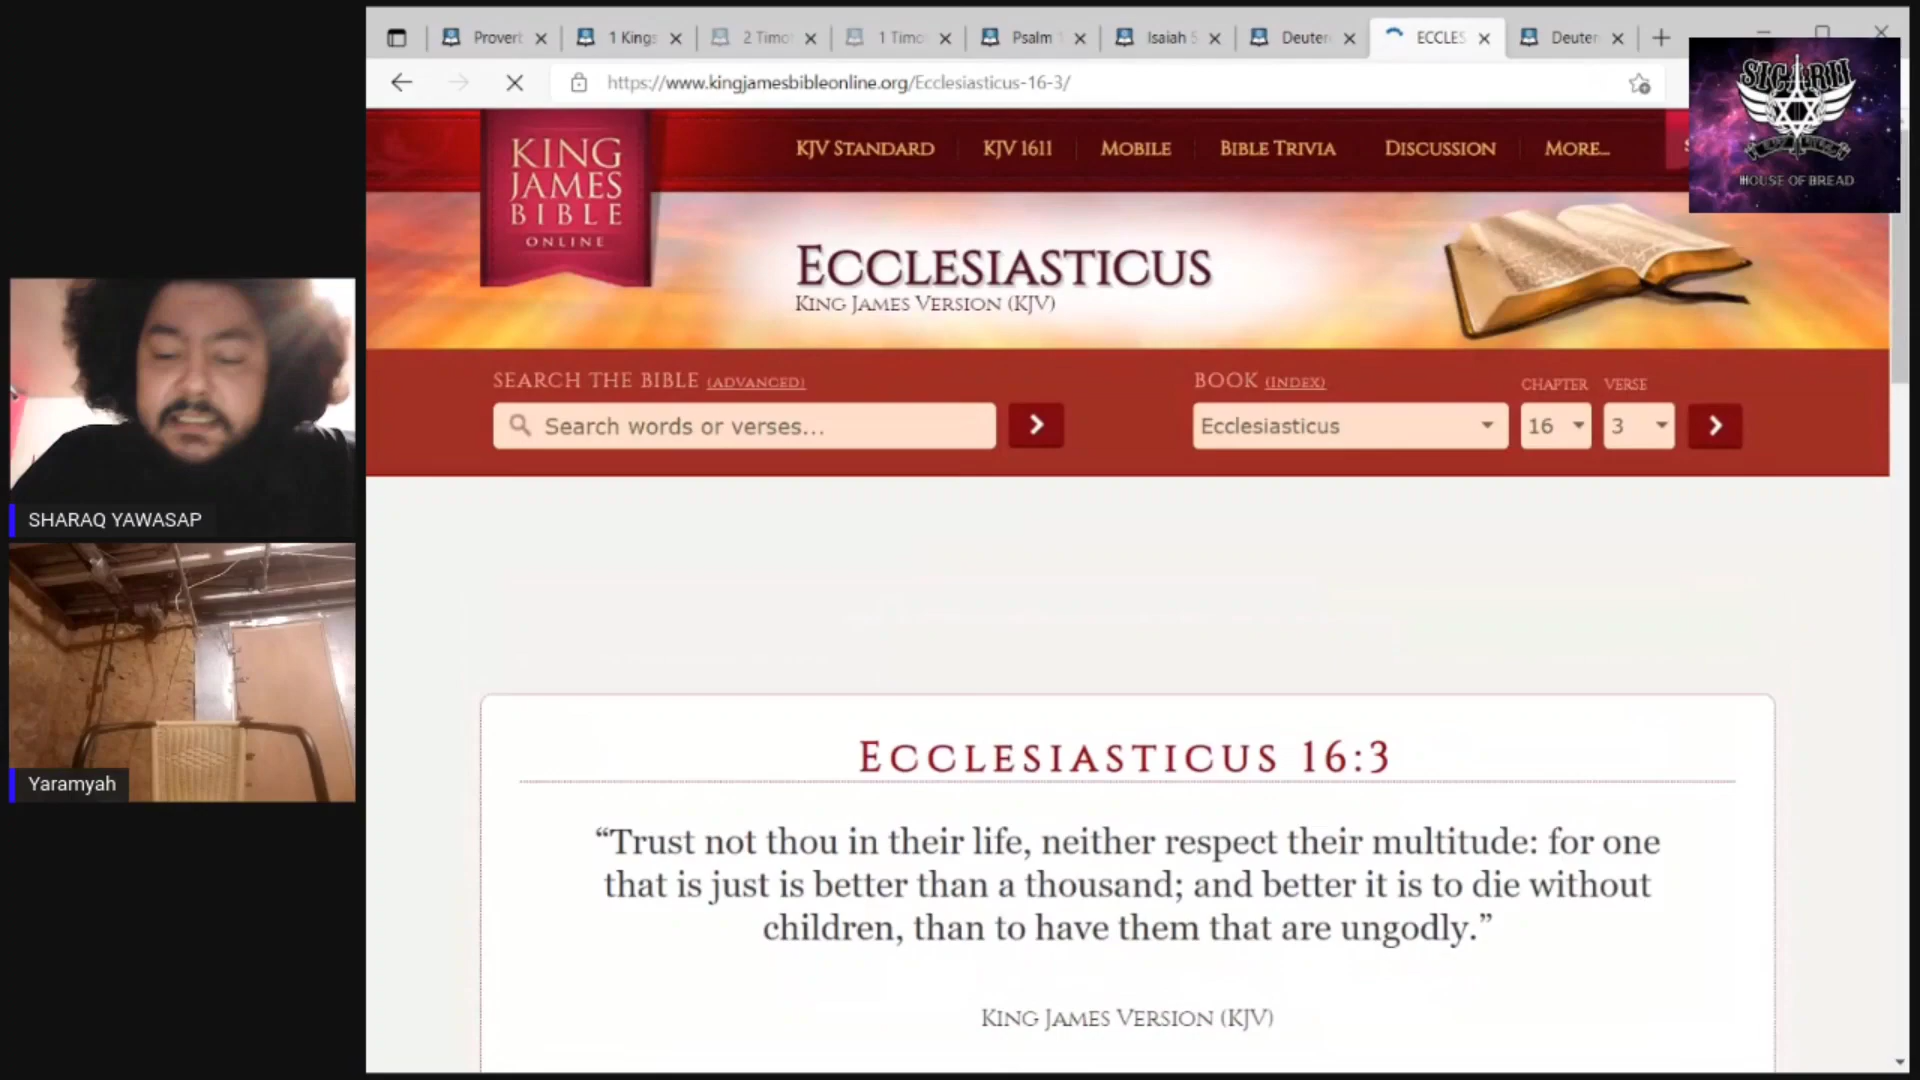 Proverb
1 Kings
2 Timo
1 Timo
Psalm 1
Isaiah 5
Deuter
ECCLES
Deuter
https://www.kingjamesbibleonline.org/Ecclesiasticus-16-3/
SICARII
HOUSE OF BREAD
KING
JAMES
BIBLE
ONLINE
KJV STANDARD
KJV 1611
MOBILE
BIBLE TRIVIA
DISCUSSION
MORE...
ECCLESIASTICUS
KING JAMES VERSION (KJV)
SEARCH THE BIBLE (ADVANCED)
Search words or verses...
BOOK (INDEX)
CHAPTER
VERSE
Ecclesiasticus
16
3
SHARAQ YAWASAP
Yaramyah
ECCLESIASTICUS 16:3
“Trust not thou in their life, neither respect their multitude: for one
that is just is better than a thousand; and better it is to die without
children, than to have them that are ungodly.”
KING JAMES VERSION (KJV)